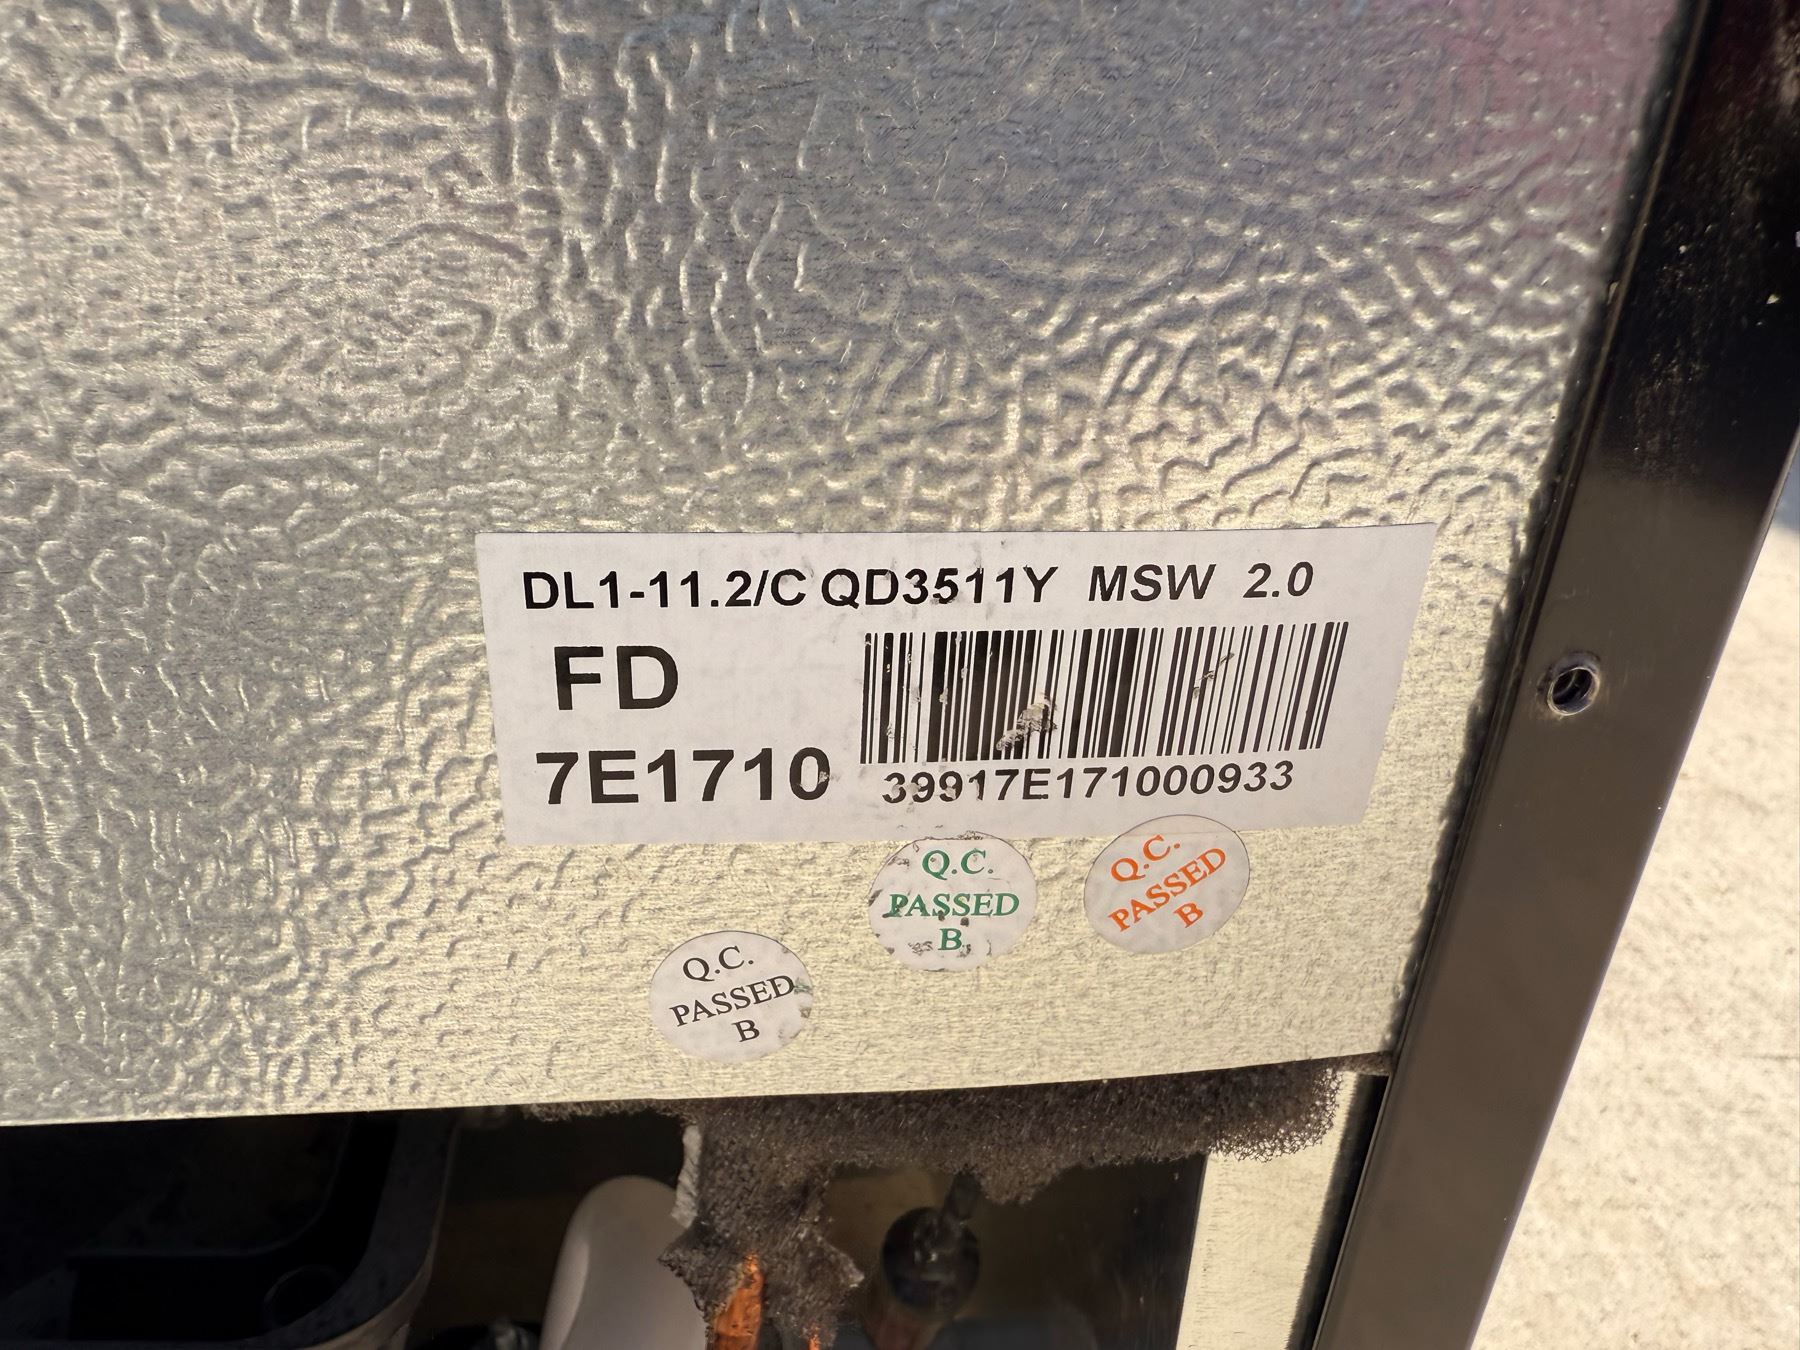 DL1-11.2/C QD3511Y MSW 2.0
FD
7E1710
39917E171000933
Q.C.
PASSED
B
Q.C.
PASSED
B
Q.C.
PASSED
B